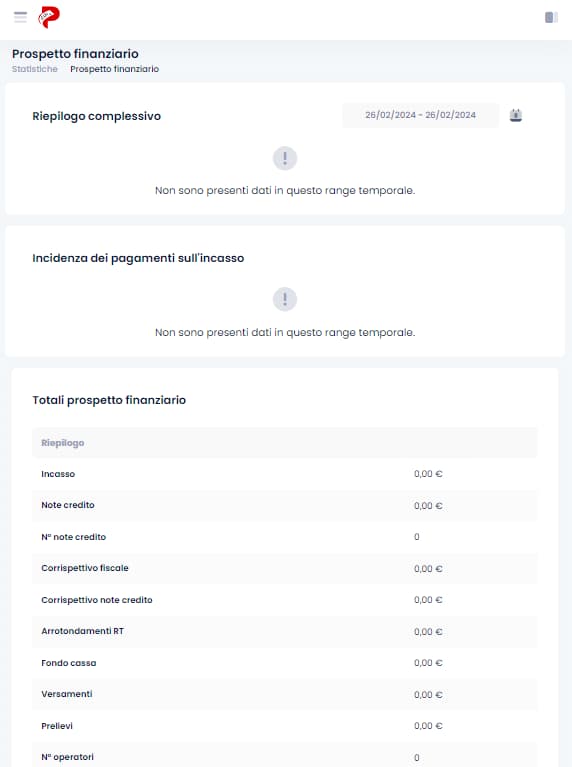 Prospetto finanziario
Statistiche Prospetto finanziario
Riepilogo complessivo
26/02/2024 - 26/02/2024
Non sono presenti dati in questo range temporale.
Incidenza dei pagamenti sull'incasso
Non sono presenti dati in questo range temporale.
Totali prospetto finanziario
Riepilogo
Incasso 0,00 €
Note credito 0,00 €
N° note credito 0
Corrispettivo fiscale 0,00 €
Corrispettivo note credito 0,00 €
Arrotondamenti RT 0,00 €
Fondo cassa 0,00 €
Versamenti 0,00 €
Prelievi 0,00 €
N° operatori 0